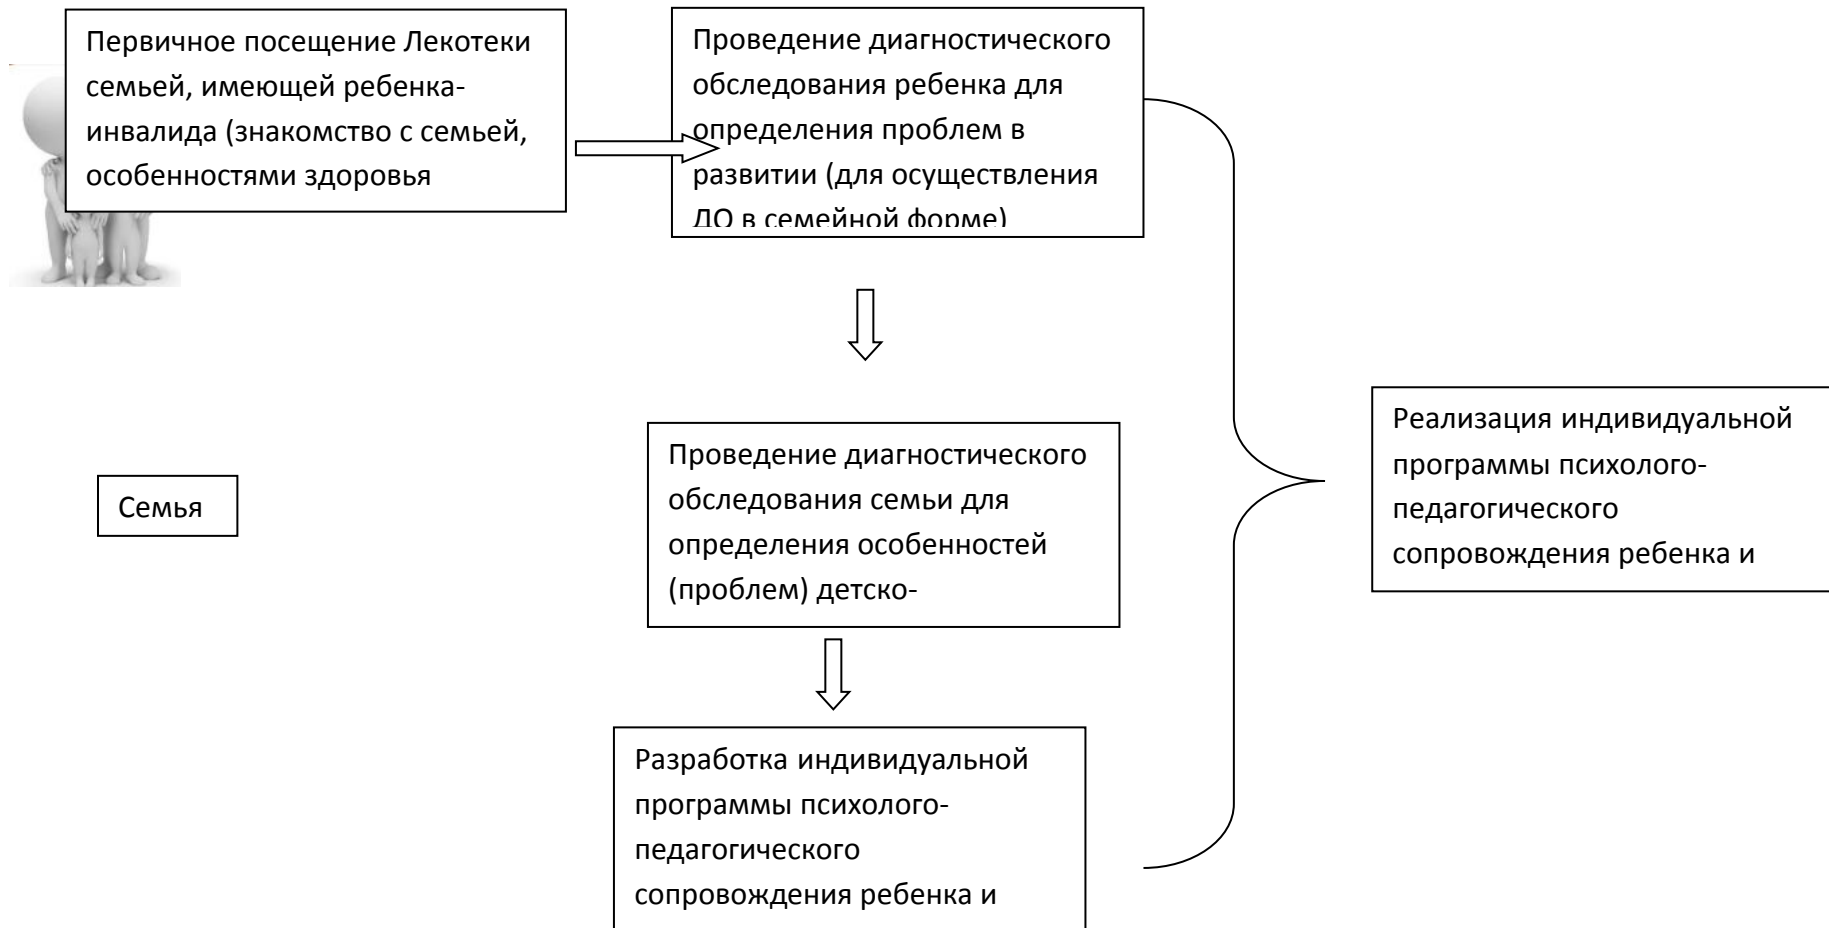 Первичное посещение Лекотеки
семьей, имеющей ребенка-
инвалида (знакомство с семьей,
особенностями здоровья
Проведение диагностического
обследования ребенка для
определения проблем в
развитии (для осуществления
ДО в семейной форме)
Семья
Проведение диагностического
обследования семьи для
определения особенностей
(проблем) детско-
Разработка индивидуальной
программы психолого-
педагогического
сопровождения ребенка и
Реализация индивидуальной
программы психолого-
педагогического
сопровождения ребенка и